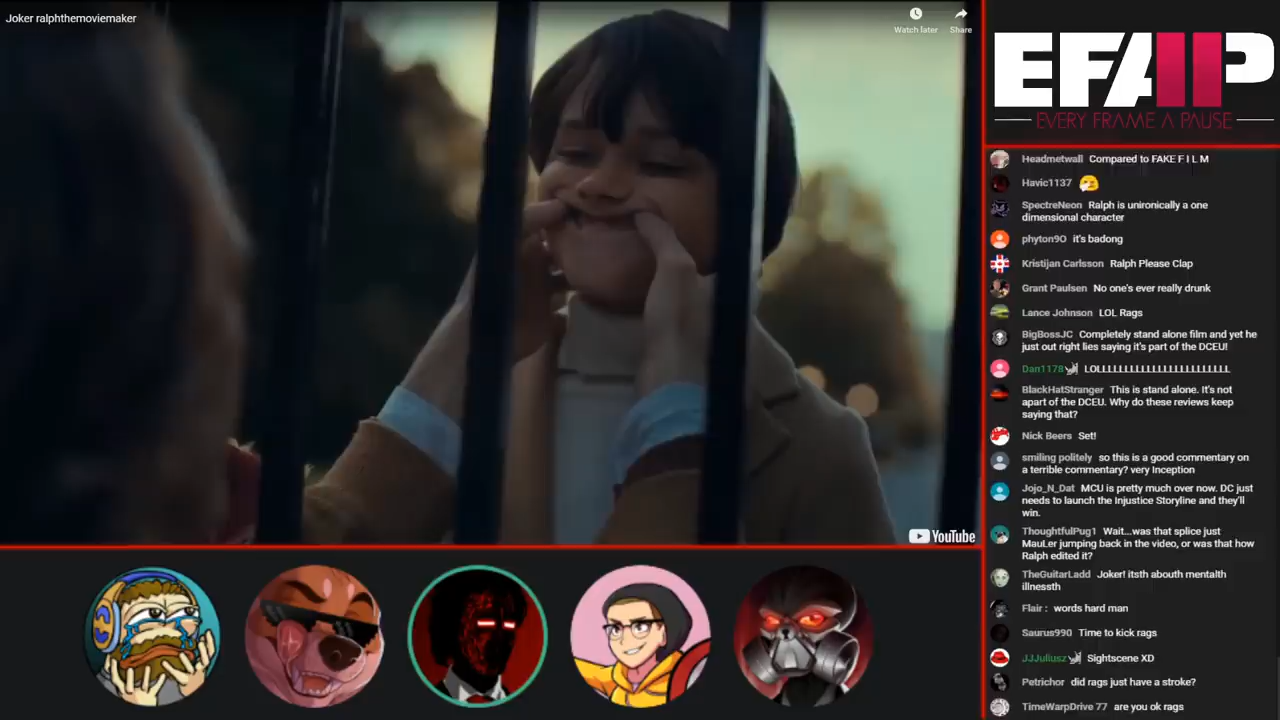 Joker ralphthemoviemaker
Watch later
Share
YouTube
EFAP
EVERY FRAME A PAUSE
Headmetwall Compared to FAKE F I L M
Havic1137
SpectreNeon Ralph is unironically a one
dimensional character
phyton9O it's badong
Kristijan Carlsson Ralph Please Clap
Grant Paulsen No one's ever really drunk
Lance Johnson LOL Rags
BigBossJC Completely stand alone film and yet he
just out right lies saying it's part of the DCEU!
Dan1178 LOLLLLLLLLLLLLLLLLLLLLLLLL
BlackHatStranger This is stand alone. It's not
apart of the DCEU. Why do these reviews keep
saying that?
Nick Beers Set!
smiling politely so this is a good commentary on
a terrible commentary? very Inception
Jojo_N_Dat MCU is pretty much over now. DC just
needs to launch the Injustice Storyline and they'll
win.
ThoughtfulPug1 Wait...was that splice just
MauLer jumping back in the video, or was that how
Ralph edited it?
TheGuitarLadd Joker! itsth abouth mentalth
illnessth
Flair : words hard man
Saurus990 Time to kick rags
JJJuliusz Sightscene XD
Petrichor did rags just have a stroke?
TimeWarpDrive 77 are you ok rags